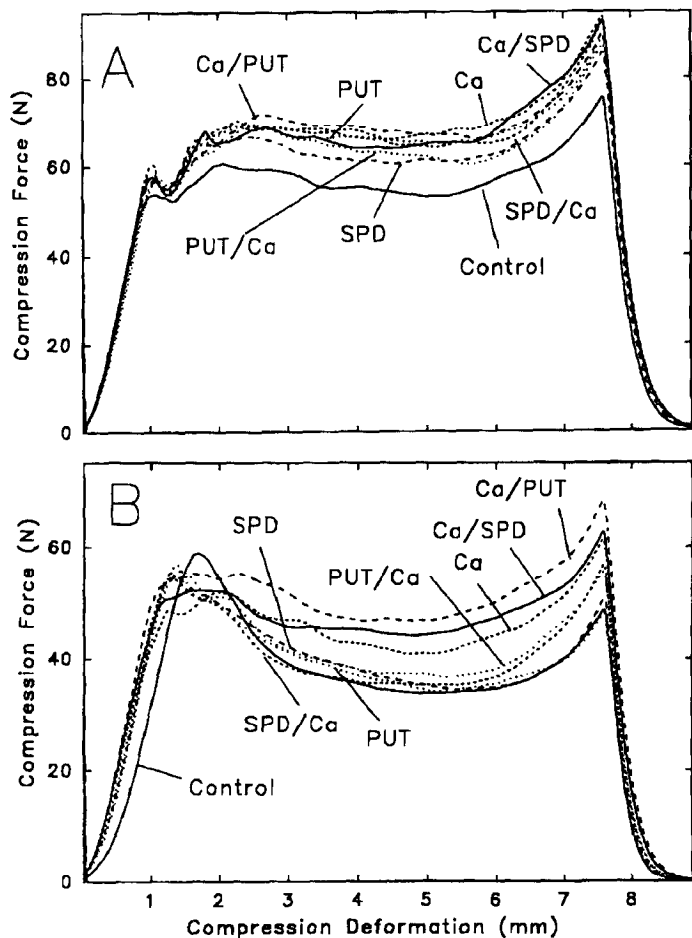 A
Compression Force (N)
80
60
40
20
0
Ca/PUT
PUT
Ca
Ca/SPD
PUT/Ca
SPD
SPD/Ca
Control
B
Compression Force (N)
60
40
20
0
SPD
PUT/Ca
Ca/SPD
Ca
Ca/PUT
SPD/Ca
PUT
Control
1 2 3 4 5 6 7 8
Compression Deformation (mm)